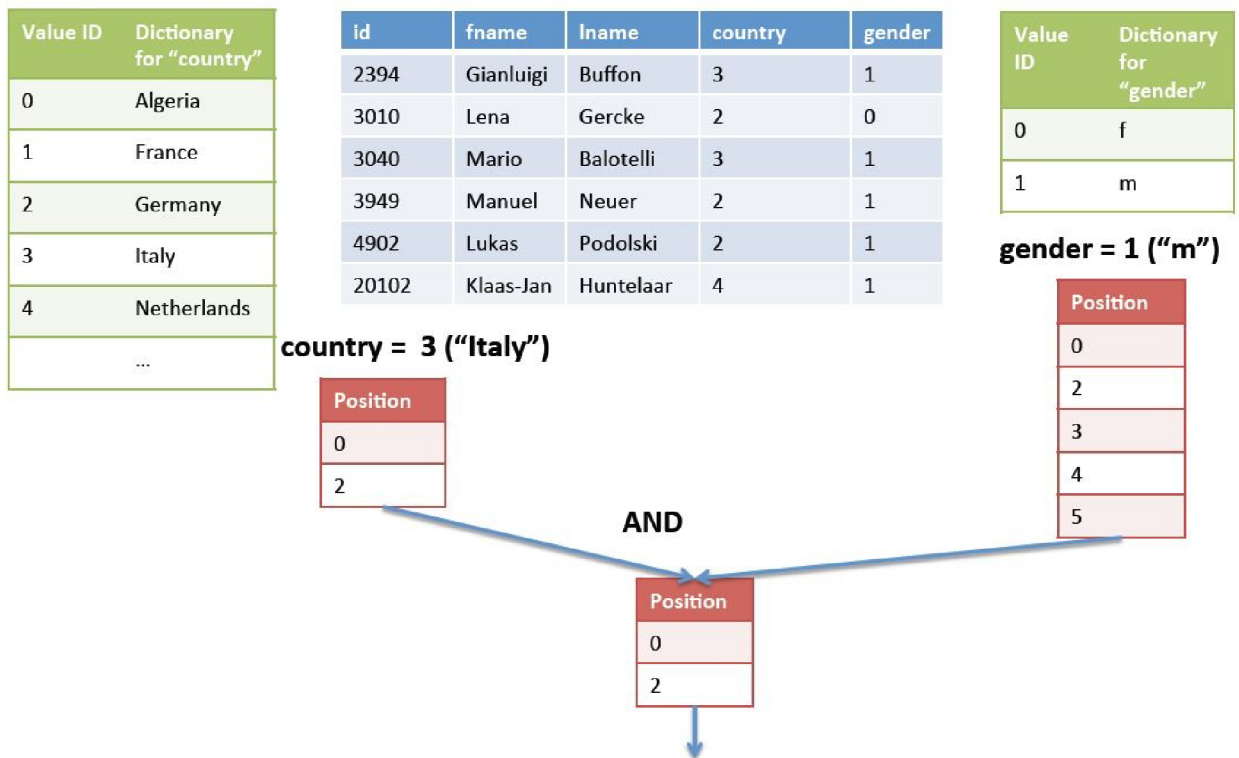 Value ID Dictionary
for "country"
0 Algeria
1 France
2 Germany
3 Italy
4 Netherlands
...
id fname lname country gender
2394 Gianluigi Buffon 3 1
3010 Lena Gercke 2 0
3040 Mario Balotelli 3 1
3949 Manuel Neuer 2 1
4902 Lukas Podolski 2 1
20102 Klaas-Jan Huntelaar 4 1
Value Dictionary
ID for
"gender"
0 f
1 m
country = 3 ("Italy")
Position
0
2
gender = 1 ("m")
Position
0
2
3
4
5
AND
Position
0
2